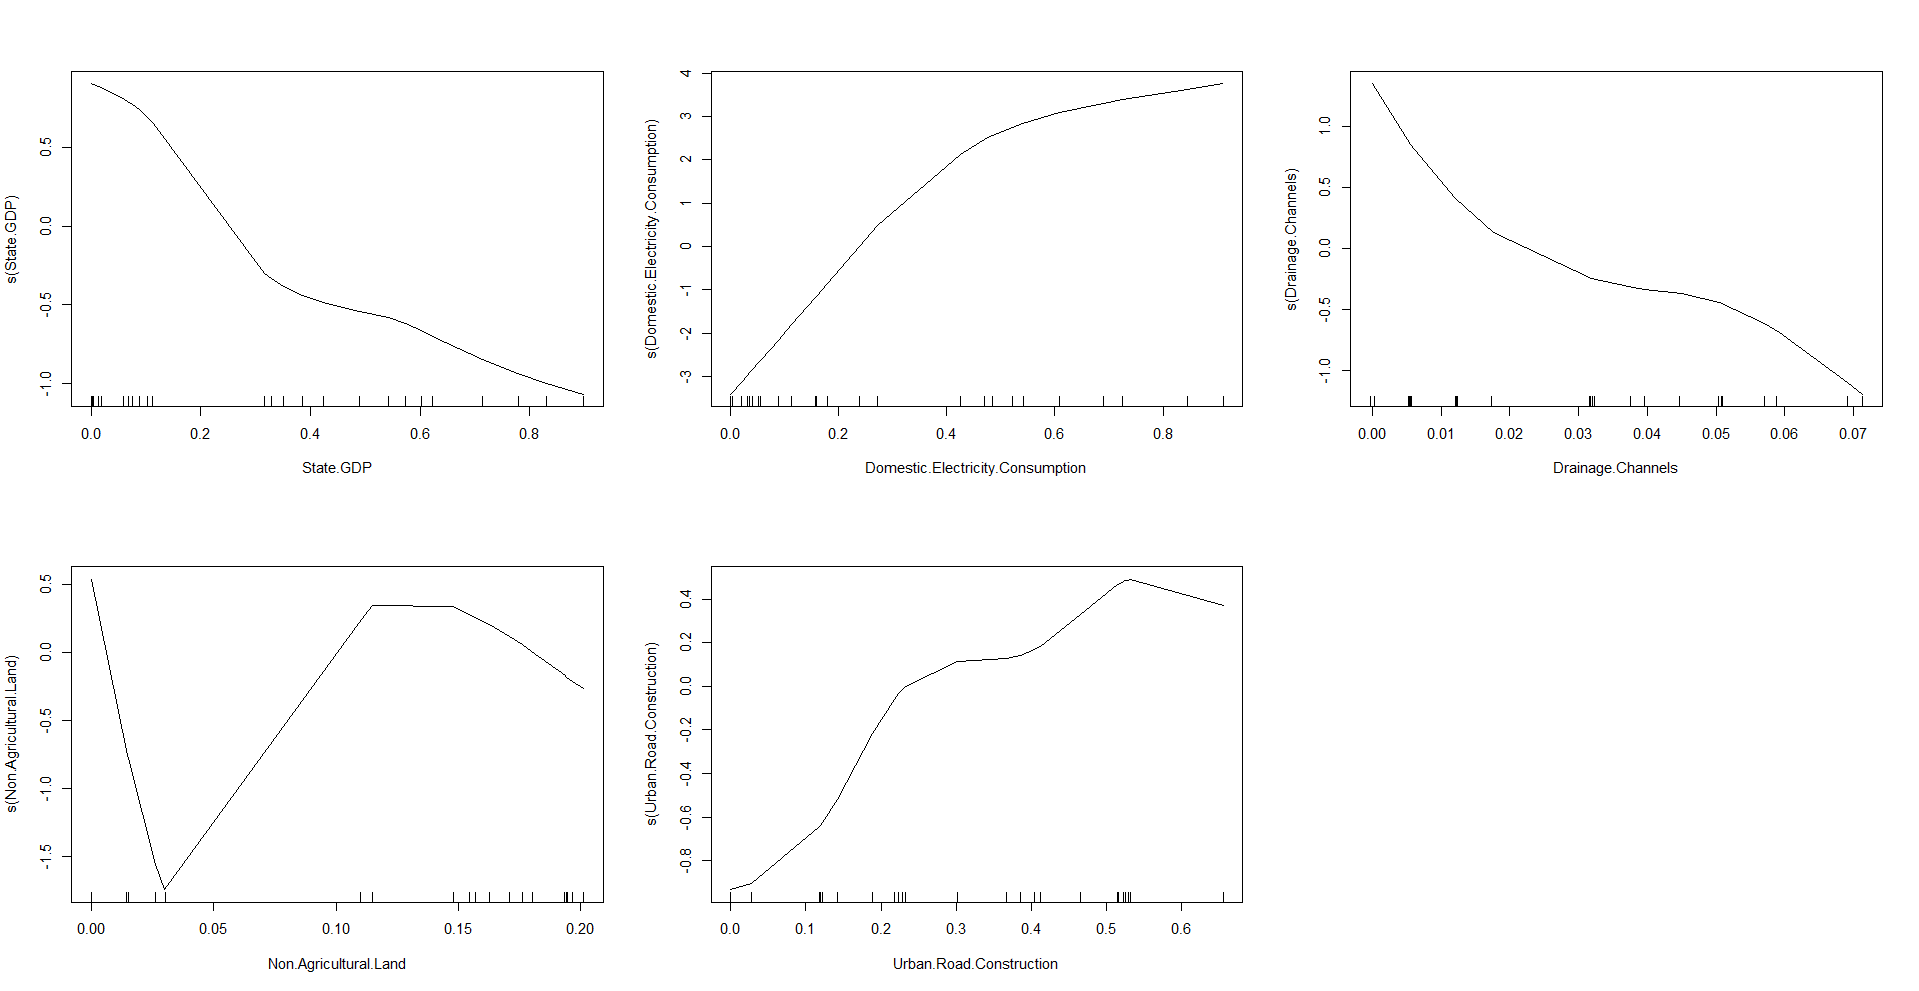 s(State.GDP)
0.5
0.0
-0.5
-1.0
0.0 0.2 0.4 0.6 0.8
State.GDP
s(Domestic.Electricity.Consumption)
4
3
2
1
0
-1
-2
-3
0.0 0.2 0.4 0.6 0.8
Domestic.Electricity.Consumption
s(Drainage.Channels)
1.0
0.5
0.0
-0.5
-1.0
0.00 0.01 0.02 0.03 0.04 0.05 0.06 0.07
Drainage.Channels
s(Non.Agricultural.Land)
0.5
0.0
-0.5
-1.0
-1.5
0.00 0.05 0.10 0.15 0.20
Non.Agricultural.Land
s(Urban.Road.Construction)
0.4
0.2
0.0
-0.2
-0.4
-0.6
-0.8
0.0 0.1 0.2 0.3 0.4 0.5 0.6
Urban.Road.Construction